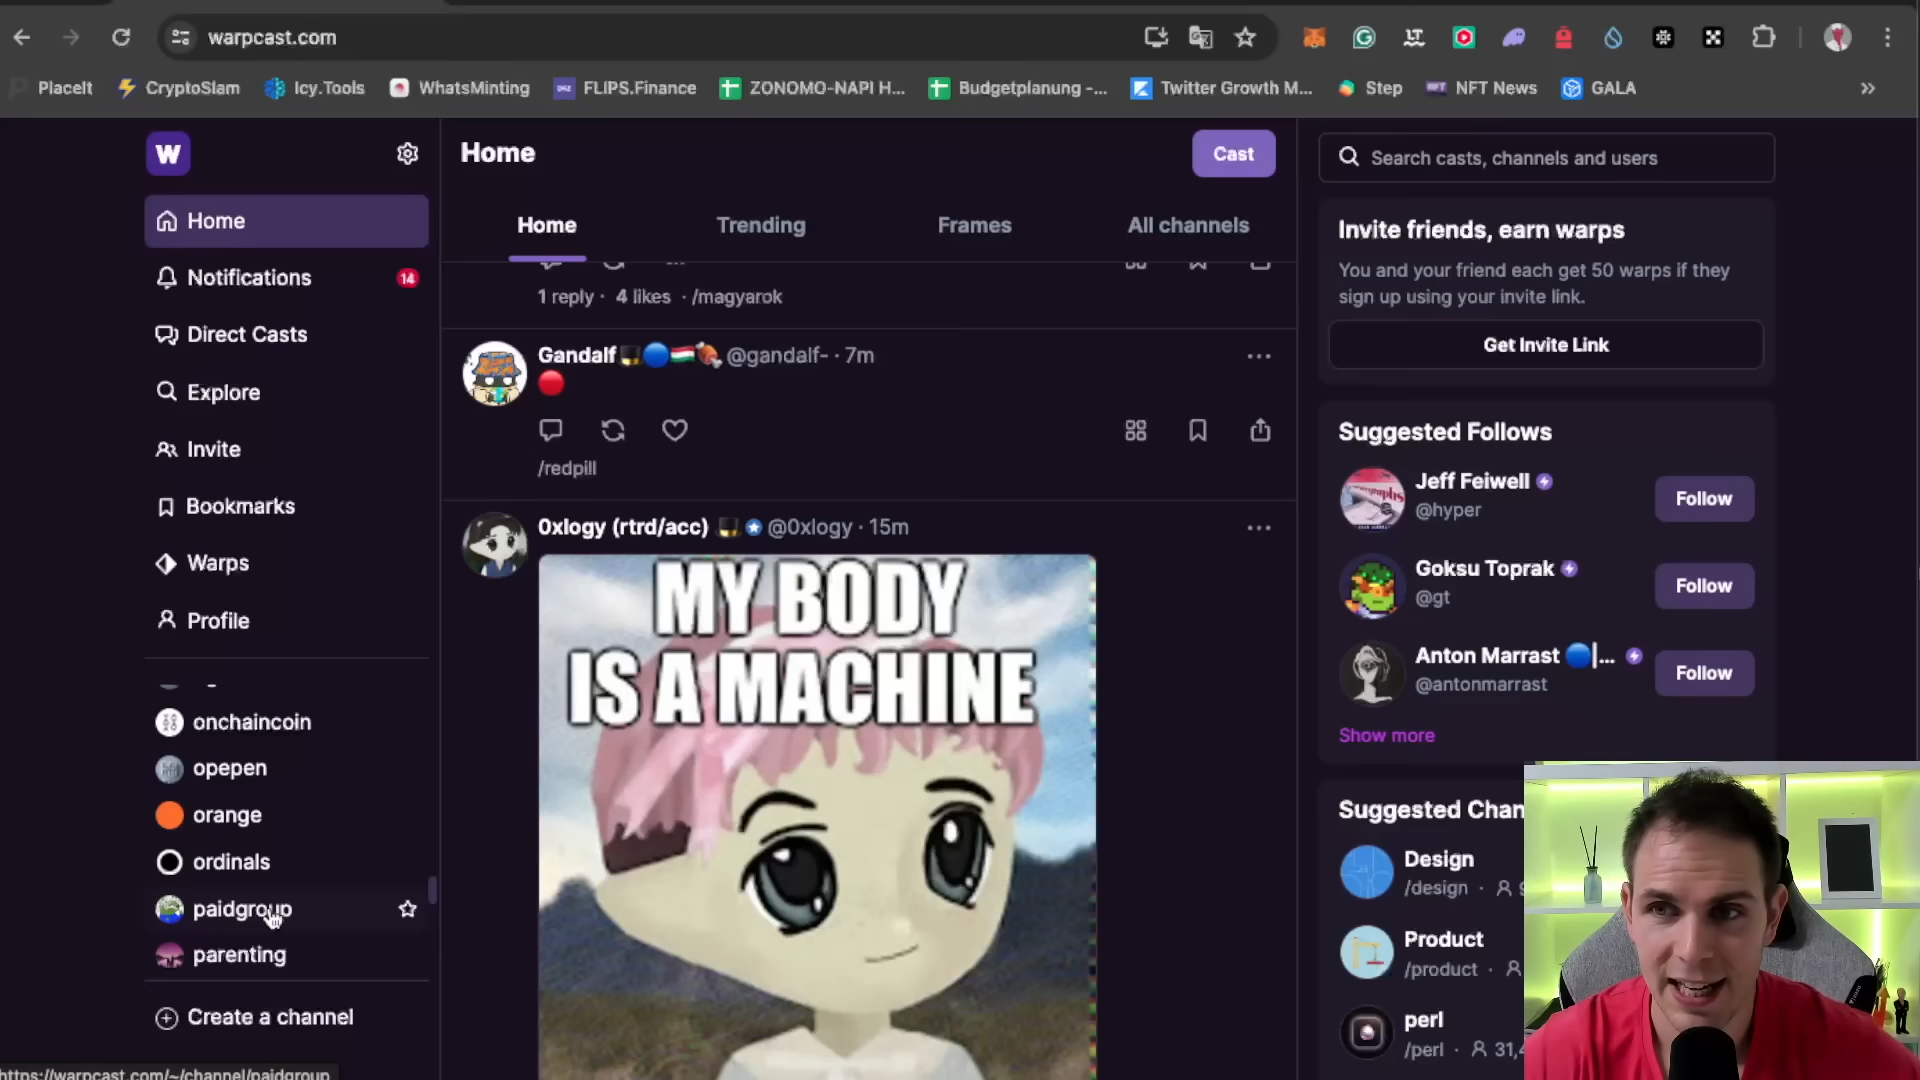 warpcast.com
PlaceIt
CryptoSlam
Icy.Tools
WhatsMinting
FLIPS.Finance
ZONOMO-NAPI H...
Budgetplanung -...
Twitter Growth M...
Step
NFT News
GALA
W
Home
Notifications
14
Direct Casts
Explore
Invite
Bookmarks
Warps
Profile
onchaincoin
opepen
orange
ordinals
paidgroup
parenting
Create a channel
https://warpcast.com/~/channel/paidgroup
Home
Cast
Home
Trending
Frames
All channels
1 reply · 4 likes · /magyarok
Gandalf @gandalf- · 7m
/redpill
0xlogy (rtrd/acc) @0xlogy · 15m
MY BODY
IS A MACHINE
Search casts, channels and users
Invite friends, earn warps
You and your friend each get 50 warps if they
sign up using your invite link.
Get Invite Link
Suggested Follows
Jeff Feiwell
@hyper
Follow
Goksu Toprak
@gt
Follow
Anton Marrast |...
@antonmarrast
Follow
Show more
Suggested Chan
Design
/design ·
Product
/product ·
perl
/perl · 31,4